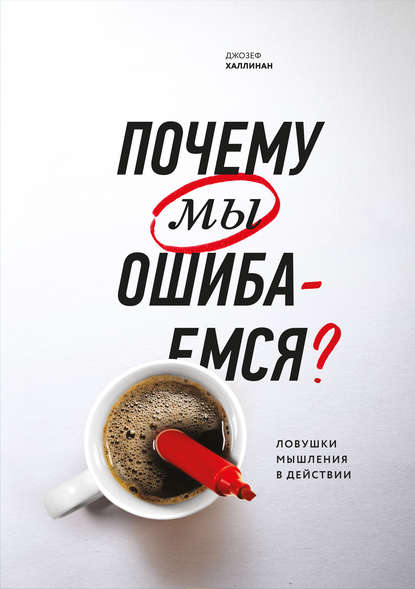 ДЖОЗЕФ
ХАЛЛИНАН
ПОЧЕМУ
мы
ОШИБА-
ЕМСЯ?
ЛОВУШКИ
МЫШЛЕНИЯ
В ДЕЙСТВИИ